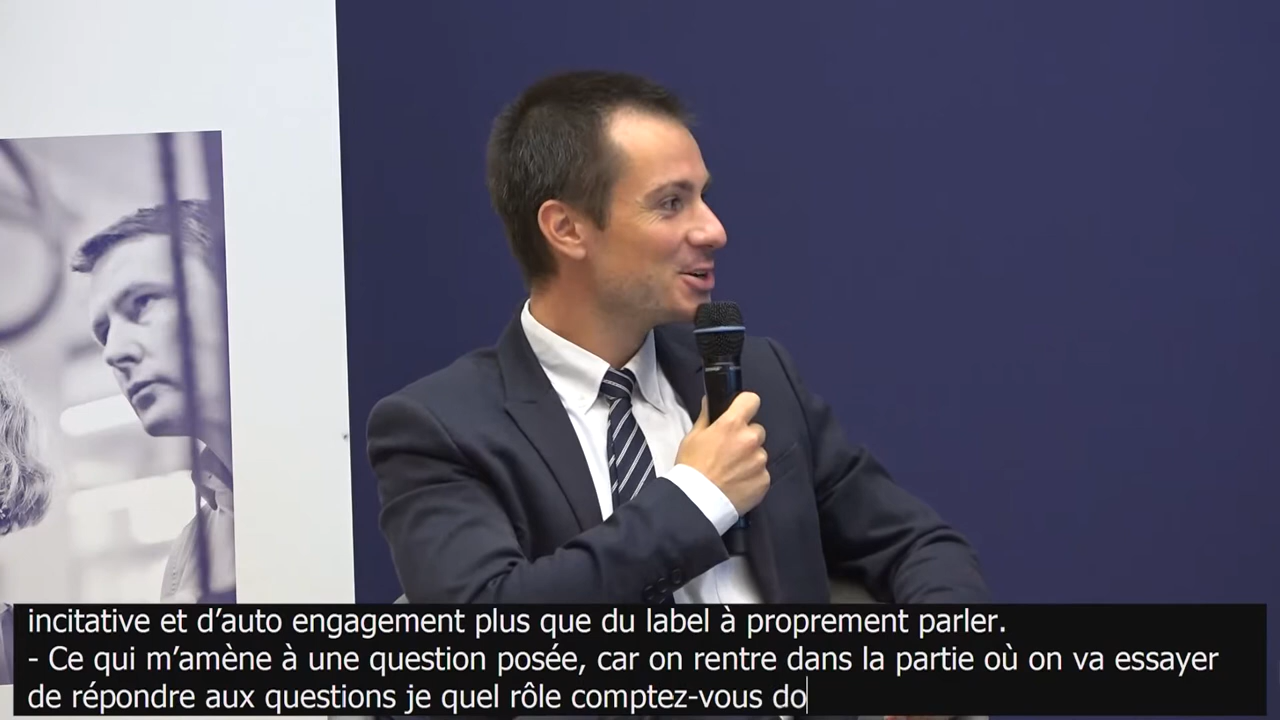 incitative et d’auto engagement plus que du label à proprement parler.
- Ce qui m’amène à une question posée, car on rentre dans la partie où on va essayer
de répondre aux questions je quel rôle comptez-vous do